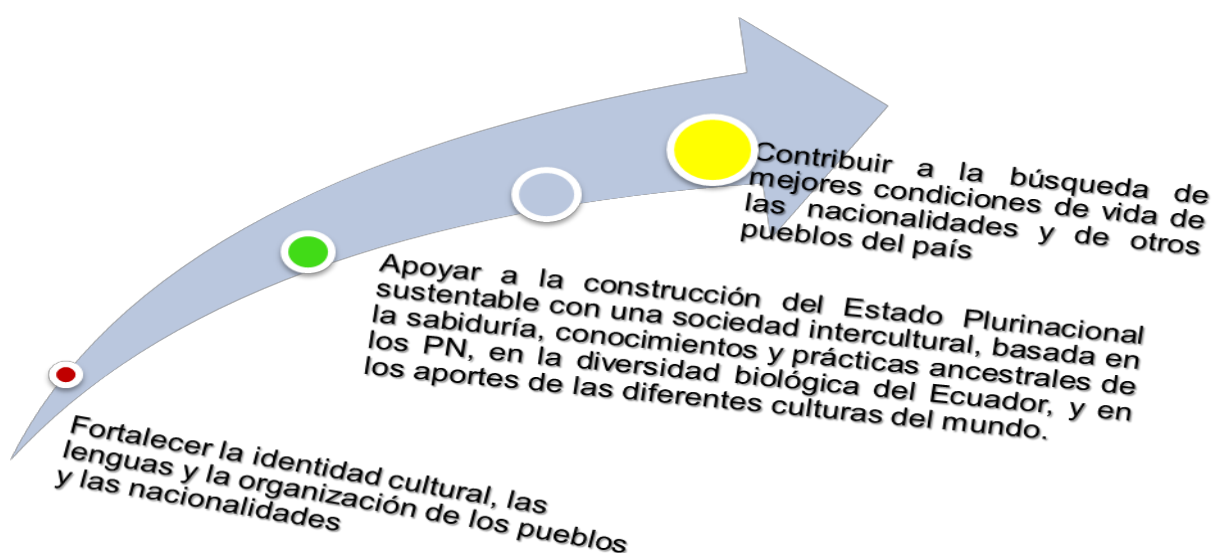 Contribuir a la búsqueda de
mejores condiciones de vida de
las nacionalidades y de otros
pueblos del país
Apoyar a la construcción del Estado Plurinacional
sustentable con una sociedad intercultural, basada en
la sabiduría, conocimientos y prácticas ancestrales de
los PN, en la diversidad biológica del Ecuador, y en
los aportes de las diferentes culturas del mundo.
Fortalecer la identidad cultural, las
lenguas y la organización de los pueblos
y las nacionalidades